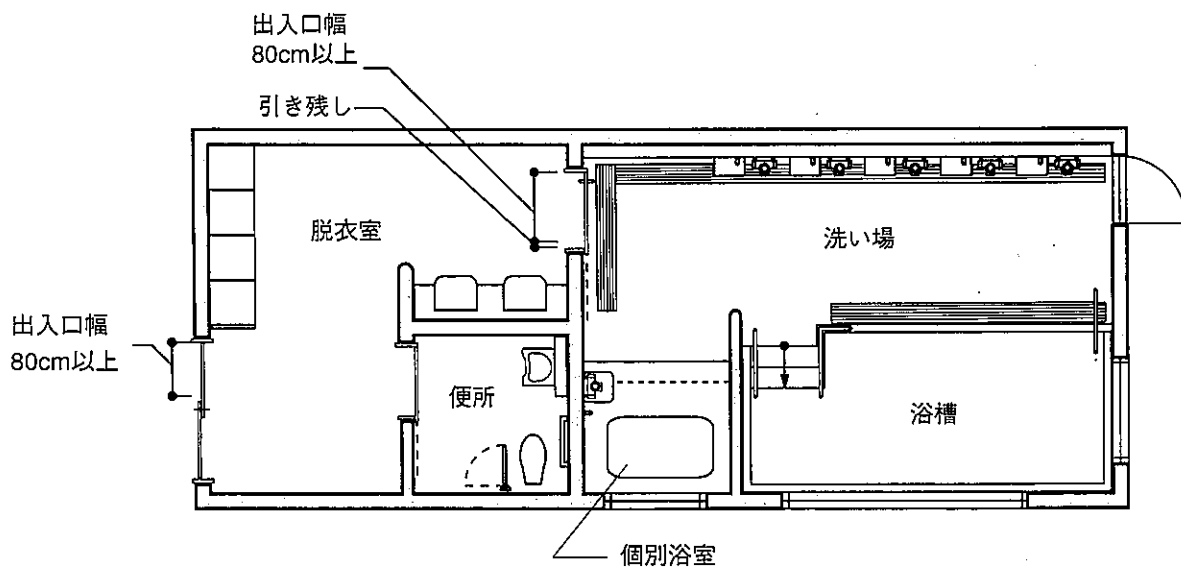 出入口幅
80cm以上
引き残し
脱衣室
洗い場
出入口幅
80cm以上
便所
浴槽
個別浴室